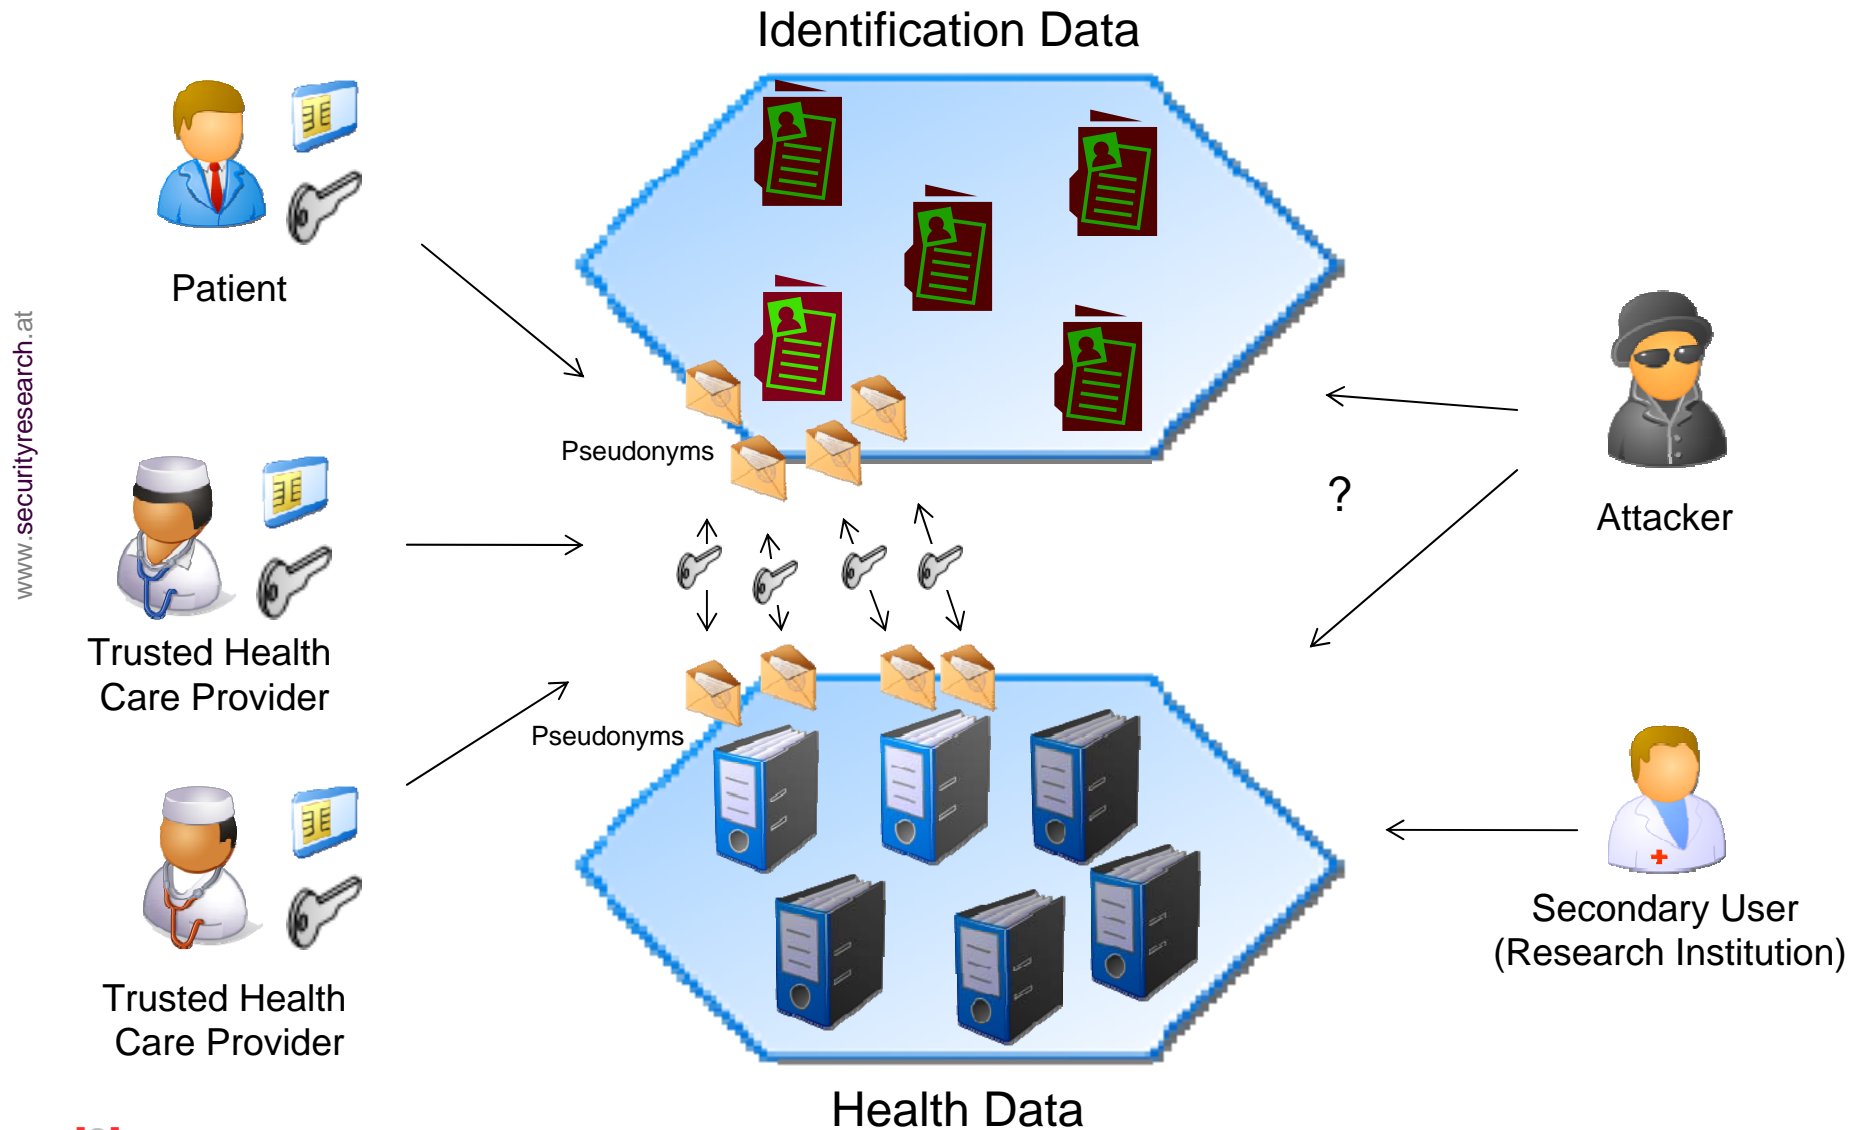 Identification Data
Patient
www.securityresearch.at
Pseudonyms
?
Attacker
Trusted Health
Care Provider
Pseudonyms
Secondary User
(Research Institution)
Trusted Health
Care Provider
Health Data